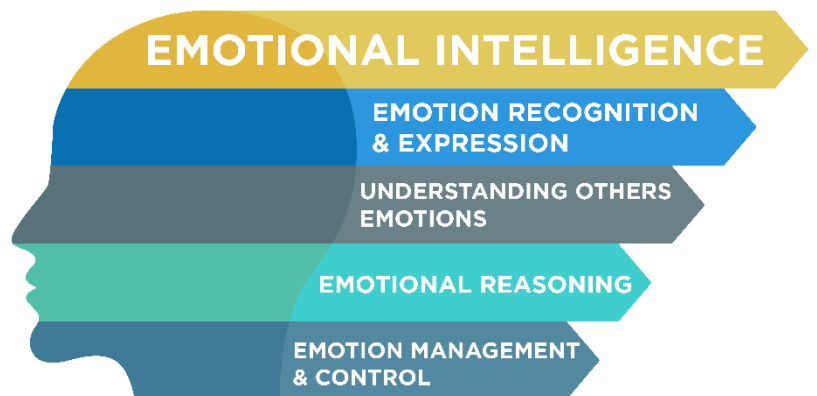 EMOTIONAL INTELLIGENCE
EMOTION RECOGNITION
& EXPRESSION
UNDERSTANDING OTHERS
EMOTIONS
EMOTIONAL REASONING
EMOTION MANAGEMENT
& CONTROL